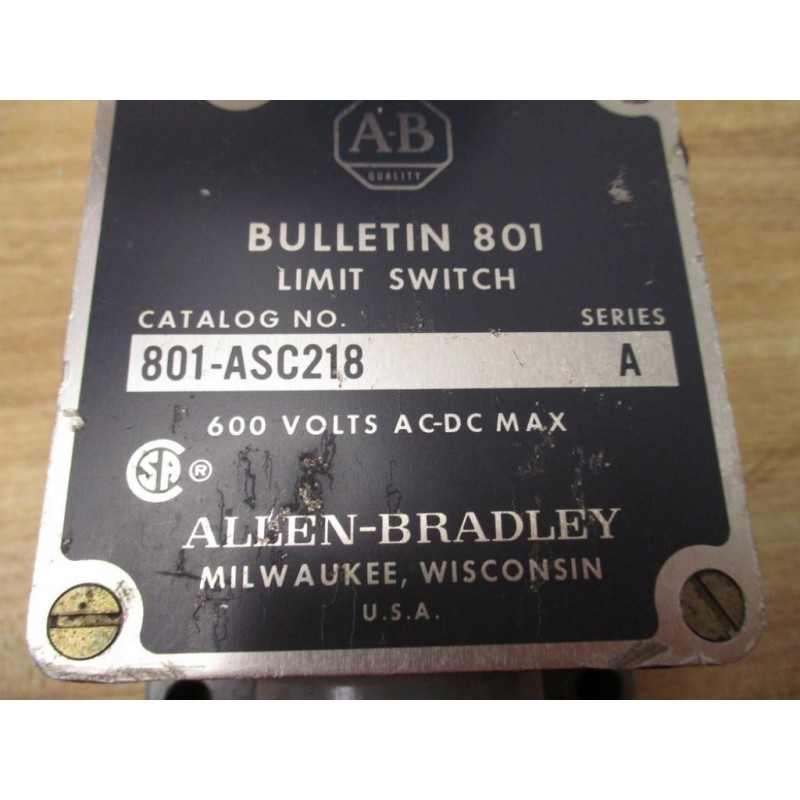 A-B
QUALITY
BULLETIN 801
LIMIT SWITCH
CATALOG NO. SERIES
801-ASC218 A
600 VOLTS AC-DC MAX
SA ®
ALLEN-BRADLEY
MILWAUKEE, WISCONSIN
U.S.A.